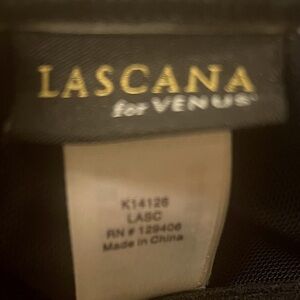 LASCANA
for VENUS
K14126
LASC
RN # 129406
Made in China